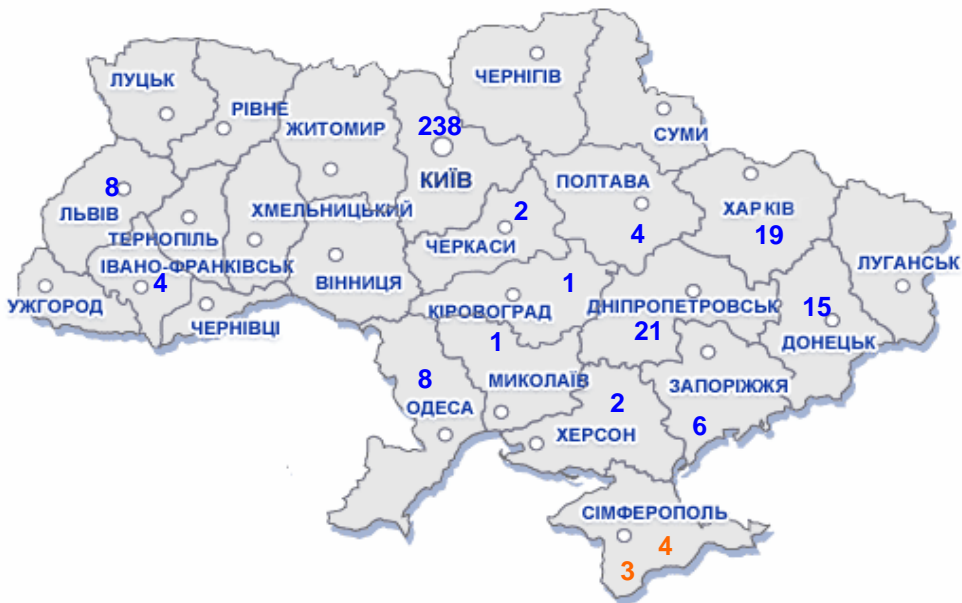 ЧЕРНІГІВ
ЛУЦЬК
РІВНЕ
ЖИТОМИР
238
СУМИ
КИЇВ
ПОЛТАВА
8
ЛЬВІВ
ХМЕЛЬНИЦЬКИЙ
2
ХАРКІВ
ТЕРНОПІЛЬ
ЧЕРКАСИ
4
19
ІВАНО-ФРАНКІВСЬК
4
ЛУГАНСЬК
ВІННИЦЯ
1
УЖГОРОД
КІРОВОГРАД
ДНІПРОПЕТРОВСЬК
15
ЧЕРНІВЦІ
21
1
ДОНЕЦЬК
8
МИКОЛАЇВ
ЗАПОРІЖЖЯ
ОДЕСА
2
6
ХЕРСОН
СІМФЕРОПОЛЬ
4
3